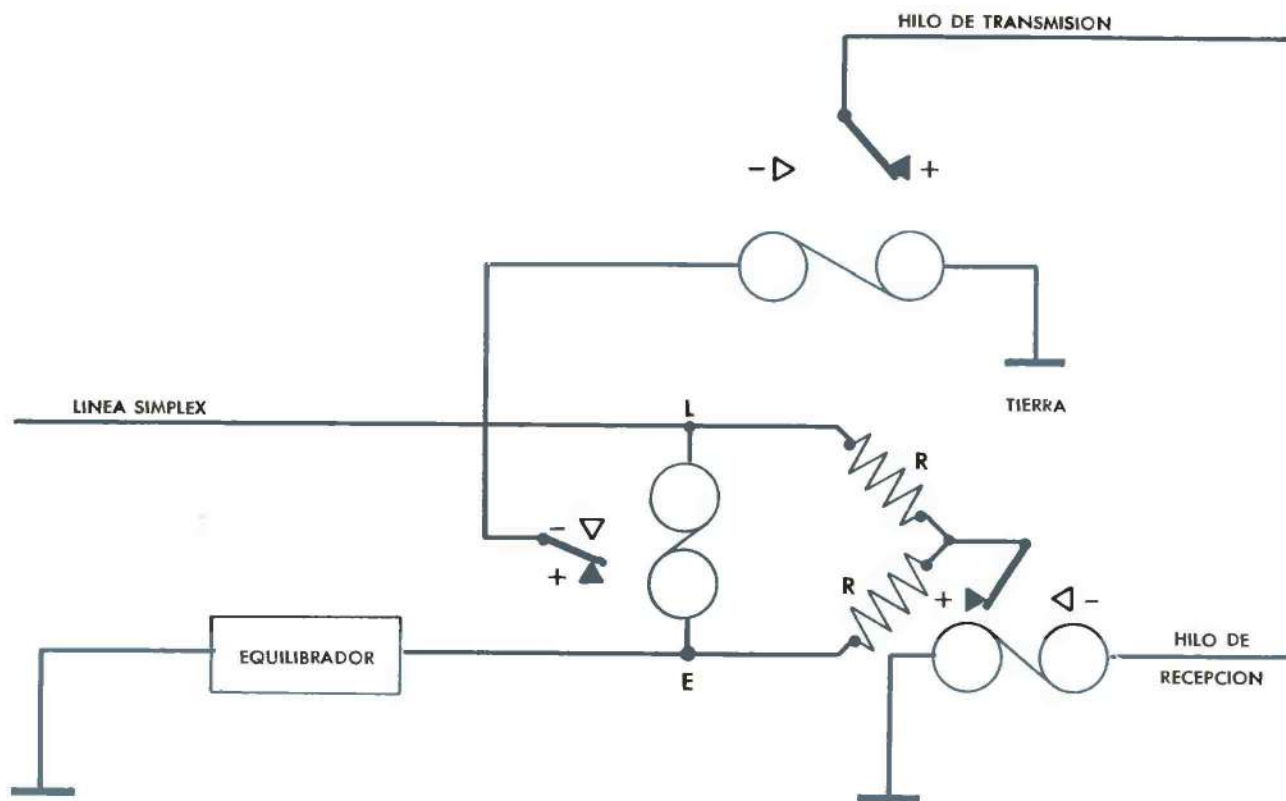 HILO DE TRANSMISION
- +
TIERRA
LINEA SIMPLEX
L
R
-
+
R
+ -
EQUILIBRADOR
E
HILO DE
RECEPCION